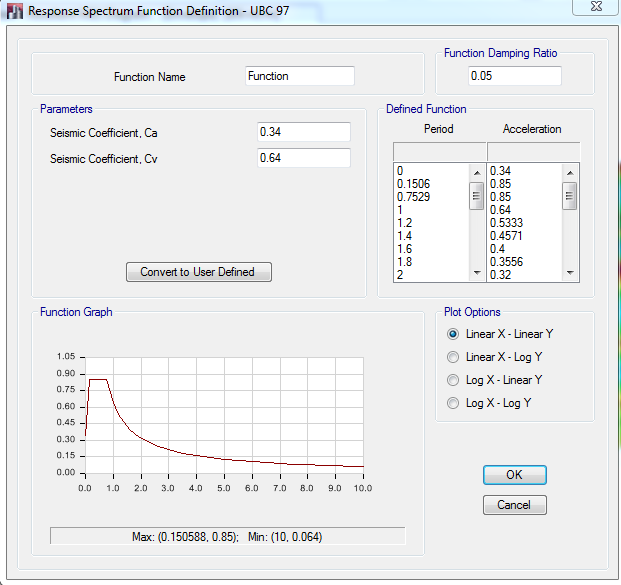 Response Spectrum Function Definition - UBC 97
Function Name
Function
Function Damping Ratio
0.05
Parameters
Seismic Coefficient, Ca
0.34
Seismic Coefficient, Cv
0.64
Convert to User Defined
Defined Function
Period Acceleration
0 0.34
0.1506 0.85
0.7529 0.85
1 0.64
1.2 0.5333
1.4 0.4571
1.6 0.4
1.8 0.3556
2 0.32
Function Graph
1.05
0.90
0.75
0.60
0.45
0.30
0.15
0.00
0.0 1.0 2.0 3.0 4.0 5.0 6.0 7.0 8.0 9.0 10.0
Max: (0.150588, 0.85); Min: (10, 0.064)
Plot Options
Linear X - Linear Y
Linear X - Log Y
Log X - Linear Y
Log X - Log Y
OK
Cancel